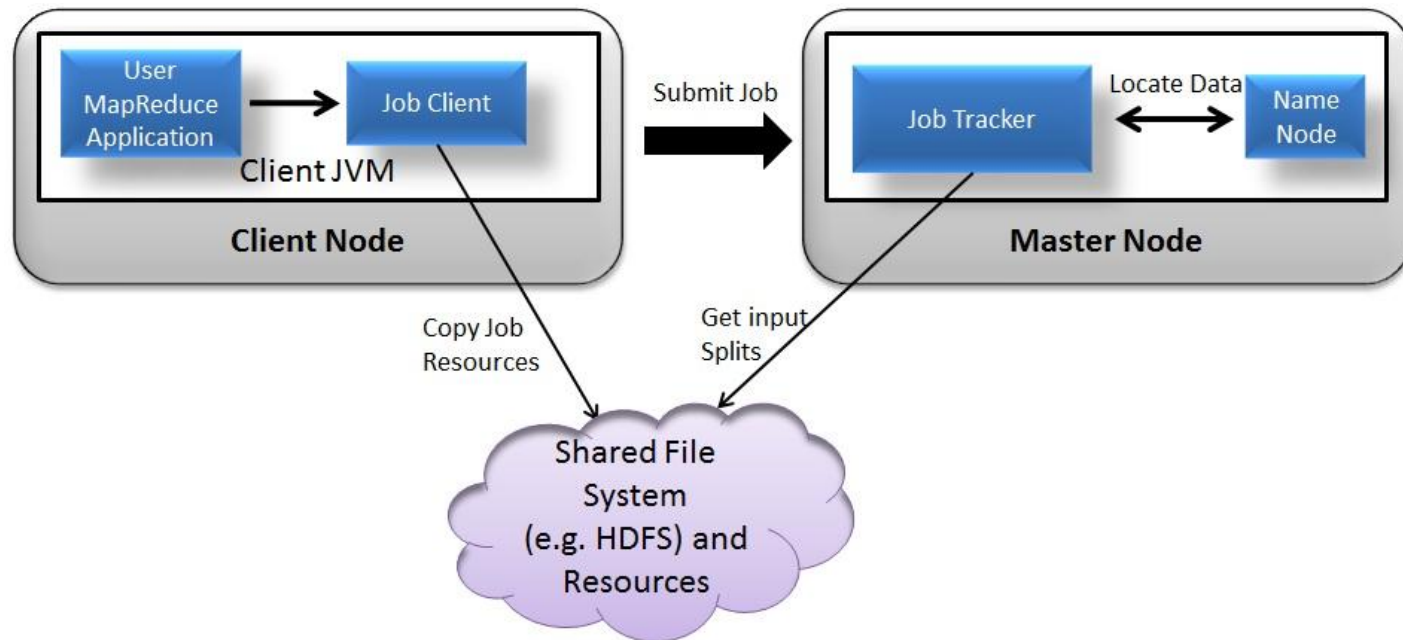 User
MapReduce
Application
Job Client
Client JVM
Client Node
Submit Job
Job Tracker
Locate Data
Name
Node
Master Node
Copy Job
Resources
Get input
Splits
Shared File
System
(e.g. HDFS) and
Resources